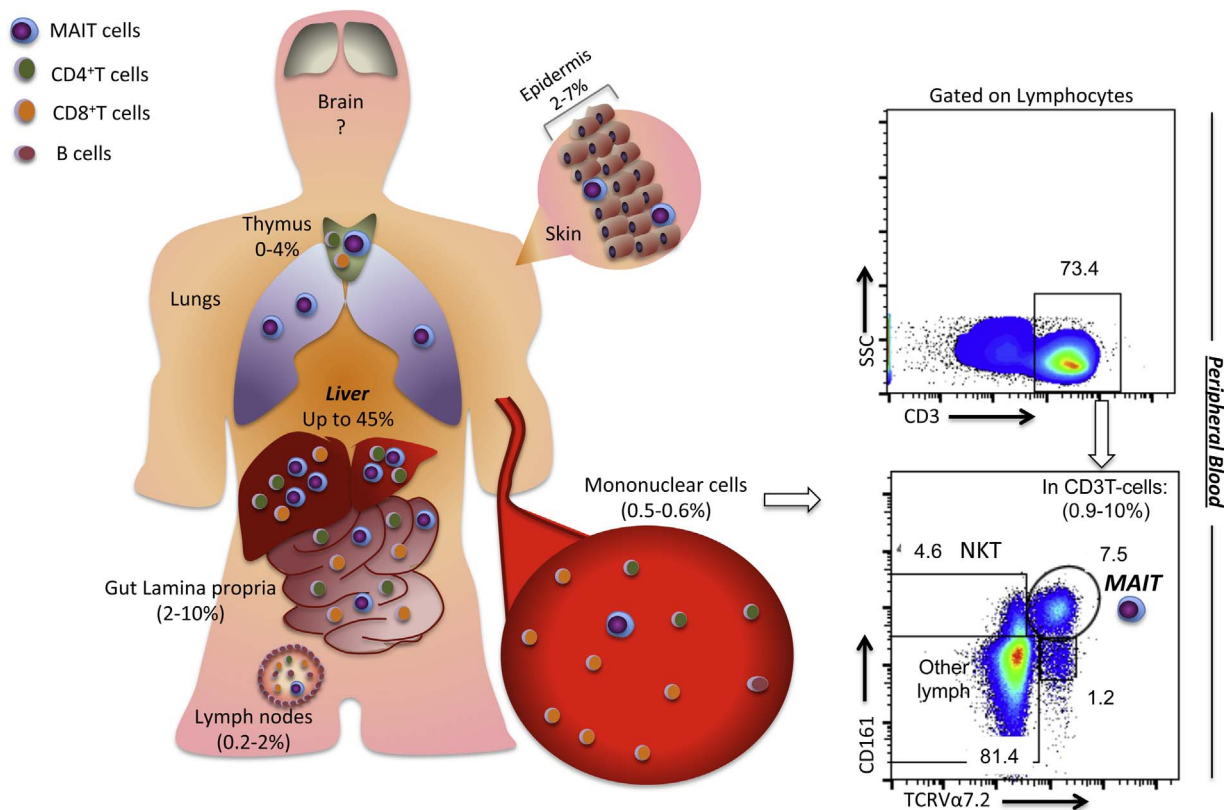 MAIT cells
CD4⁺T cells
CD8⁺T cells
B cells
Brain
?
Epidermis
2-7%
Skin
Thymus
0-4%
Lungs
Liver
Up to 45%
Gut Lamina propria
(2-10%)
Lymph nodes
(0.2-2%)
Mononuclear cells
(0.5-0.6%)
Gated on Lymphocytes
73.4
SSC
CD3
In CD3T-cells:
(0.9-10%)
4.6
NKT
7.5
MAIT
Other
lymph
1.2
81.4
CD161
TCRVα7.2
Peripheral Blood